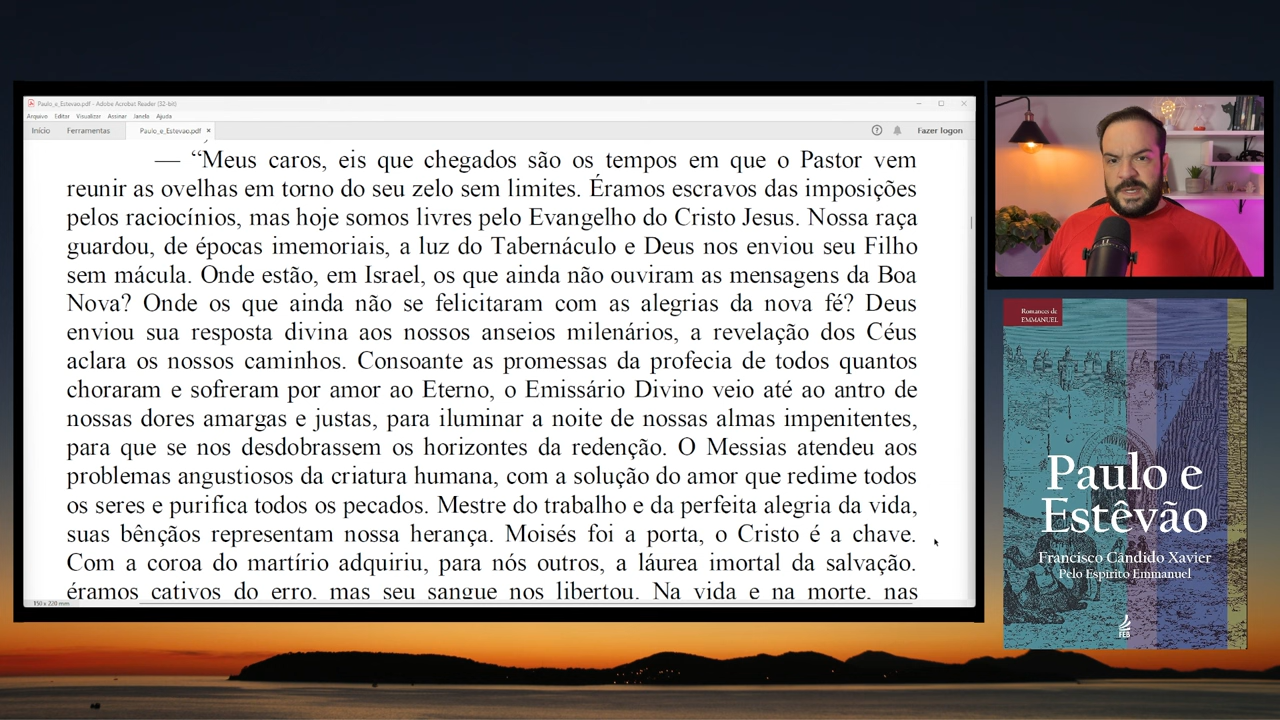 Paulo_e_Estevao.pdf - Adobe Acrobat Reader (32-bit)
Arquivo Editar Visualizar Assinar Janela Ajuda
Início Ferramentas Paulo_e_Estevao.pdf × Fazer logon
— “Meus caros, eis que chegados são os tempos em que o Pastor vem
reunir as ovelhas em torno do seu zelo sem limites. Éramos escravos das imposições
pelos raciocínios, mas hoje somos livres pelo Evangelho do Cristo Jesus. Nossa raça
guardou, de épocas imemoriais, a luz do Tabernáculo e Deus nos enviou seu Filho
sem mácula. Onde estão, em Israel, os que ainda não ouviram as mensagens da Boa
Nova? Onde os que ainda não se felicitaram com as alegrias da nova fé? Deus
enviou sua resposta divina aos nossos anseios milenários, a revelação dos Céus
aclara os nossos caminhos. Consoante as promessas da profecia de todos quantos
choraram e sofreram por amor ao Eterno, o Emissário Divino veio até ao antro de
nossas dores amargas e justas, para iluminar a noite de nossas almas impenitentes,
para que se nos desdobrassem os horizontes da redenção. O Messias atendeu aos
problemas angustiosos da criatura humana, com a solução do amor que redime todos
os seres e purifica todos os pecados. Mestre do trabalho e da perfeita alegria da vida,
suas bênçãos representam nossa herança. Moisés foi a porta, o Cristo é a chave.
Com a coroa do martírio adquiriu, para nós outros, a láurea imortal da salvação.
éramos cativos do erro, mas seu sangue nos libertou. Na vida e na morte, nas
150 x 220 mm
Romances de
EMMANUEL
Paulo e
Estêvão
Francisco Cândido Xavier
Pelo Espírito Emmanuel
FEB